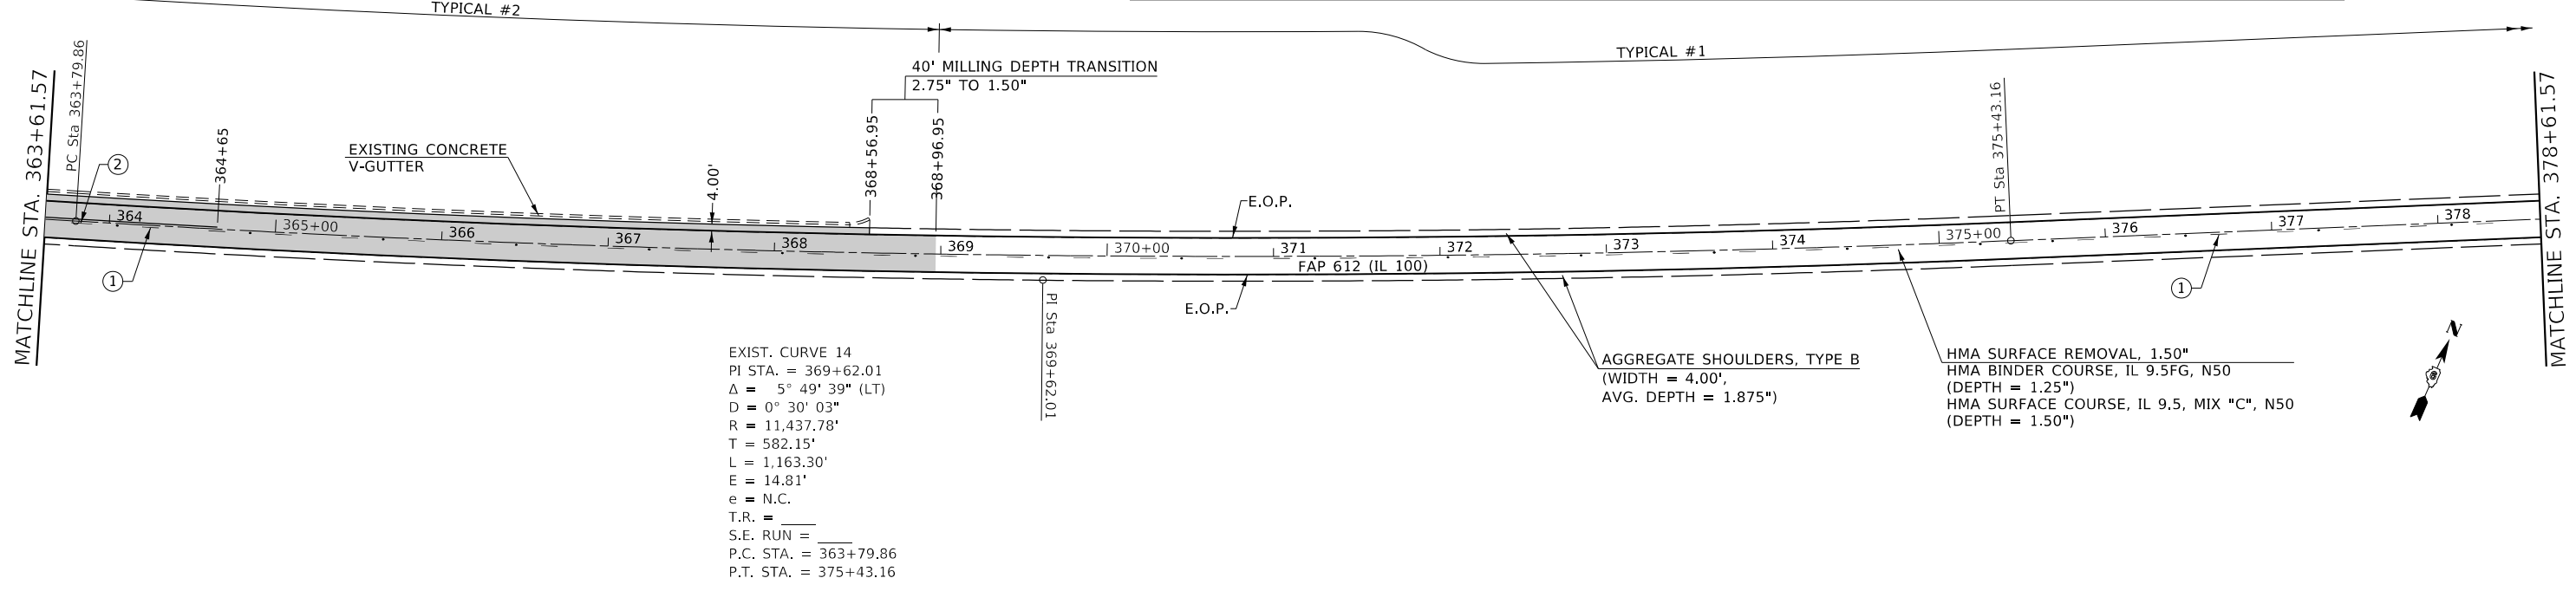 TYPICAL #2
TYPICAL #1
40' MILLING DEPTH TRANSITION
2.75" TO 1.50"
MATCHLINE STA. 363+61.57
PC Sta 363+79.86
2
364+65
EXISTING CONCRETE
V-GUTTER
4.00'
368+56.95
368+96.95
E.O.P.
PT Sta 375+43.16
MATCHLINE STA. 378+61.57
364
365+00
366
367
368
369
370+00
371
372
373
374
375+00
376
377
378
FAP 612 (IL 100)
1
E.O.P.
1
PI Sta 369+62.01
N
EXIST. CURVE 14
PI STA. = 369+62.01
Δ = 5° 49' 39" (LT)
D = 0° 30' 03"
R = 11,437.78'
T = 582.15'
L = 1,163.30'
E = 14.81'
e = N.C.
T.R. = ____
S.E. RUN = ____
P.C. STA. = 363+79.86
P.T. STA. = 375+43.16
AGGREGATE SHOULDERS, TYPE B
(WIDTH = 4.00',
AVG. DEPTH = 1.875")
HMA SURFACE REMOVAL, 1.50"
HMA BINDER COURSE, IL 9.5FG, N50
(DEPTH = 1.25")
HMA SURFACE COURSE, IL 9.5, MIX "C", N50
(DEPTH = 1.50")